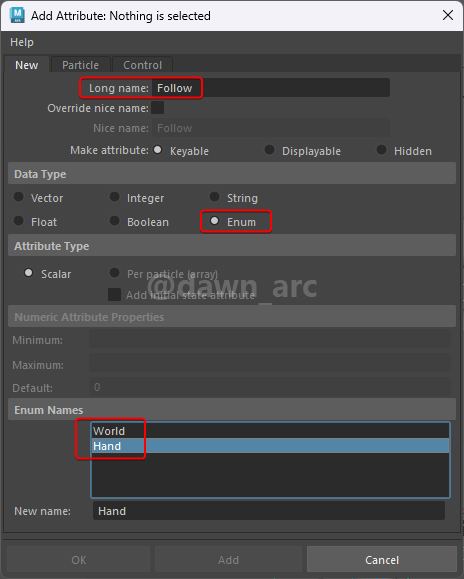 Add Attribute: Nothing is selected
Help
New Particle Control
Long name: Follow
Override nice name:
Nice name: Follow
Make attribute: Keyable Displayable Hidden
Data Type
Vector Integer String
Float Boolean Enum
Attribute Type
Scalar Per particle (array)
Add initial state attribute
@dawn_arc
Numeric Attribute Properties
Minimum:
Maximum:
Default: 0
Enum Names
World
Hand
New name: Hand
OK Add Cancel